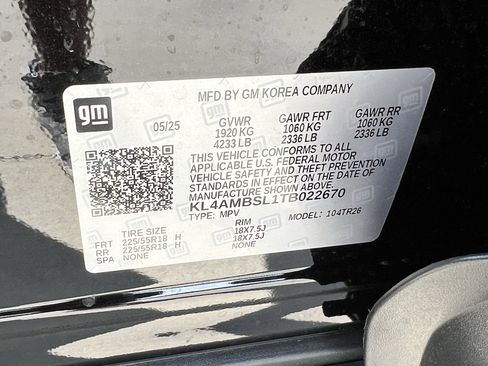 gm
MFD BY GM KOREA COMPANY
05/25 GVWR GAWR FRT GAWR RR
1920 KG 1060 KG 1060 KG
4233 LB 2336 LB 2336 LB
THIS VEHICLE CONFORMS TO ALL
APPLICABLE U.S. FEDERAL MOTOR
VEHICLE SAFETY AND THEFT PREVENTION
STANDARDS IN EFFECT ON THE DATE OF
MANUFACTURE SHOWN ABOVE.
KL4AMBSL1TB022670
TYPE: MPV MODEL: 104TR26
TIRE SIZE RIM
FRT 225/55R18 H 18X7.5J
RR 225/55R18 H 18X7.5J
SPA NONE NONE